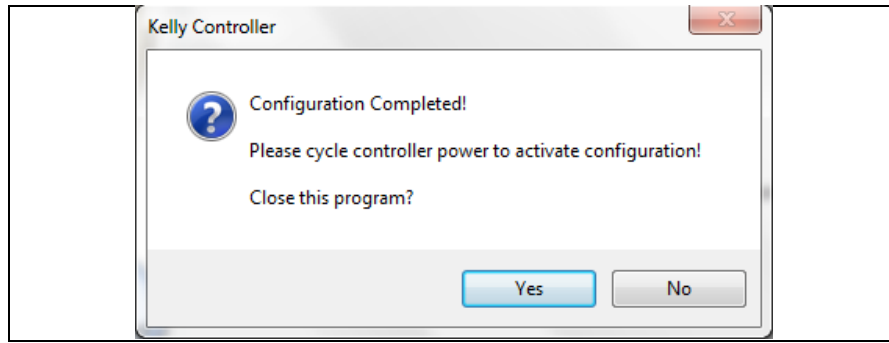 Kelly Controller
Configuration Completed!
Please cycle controller power to activate configuration!
Close this program?
Yes
No